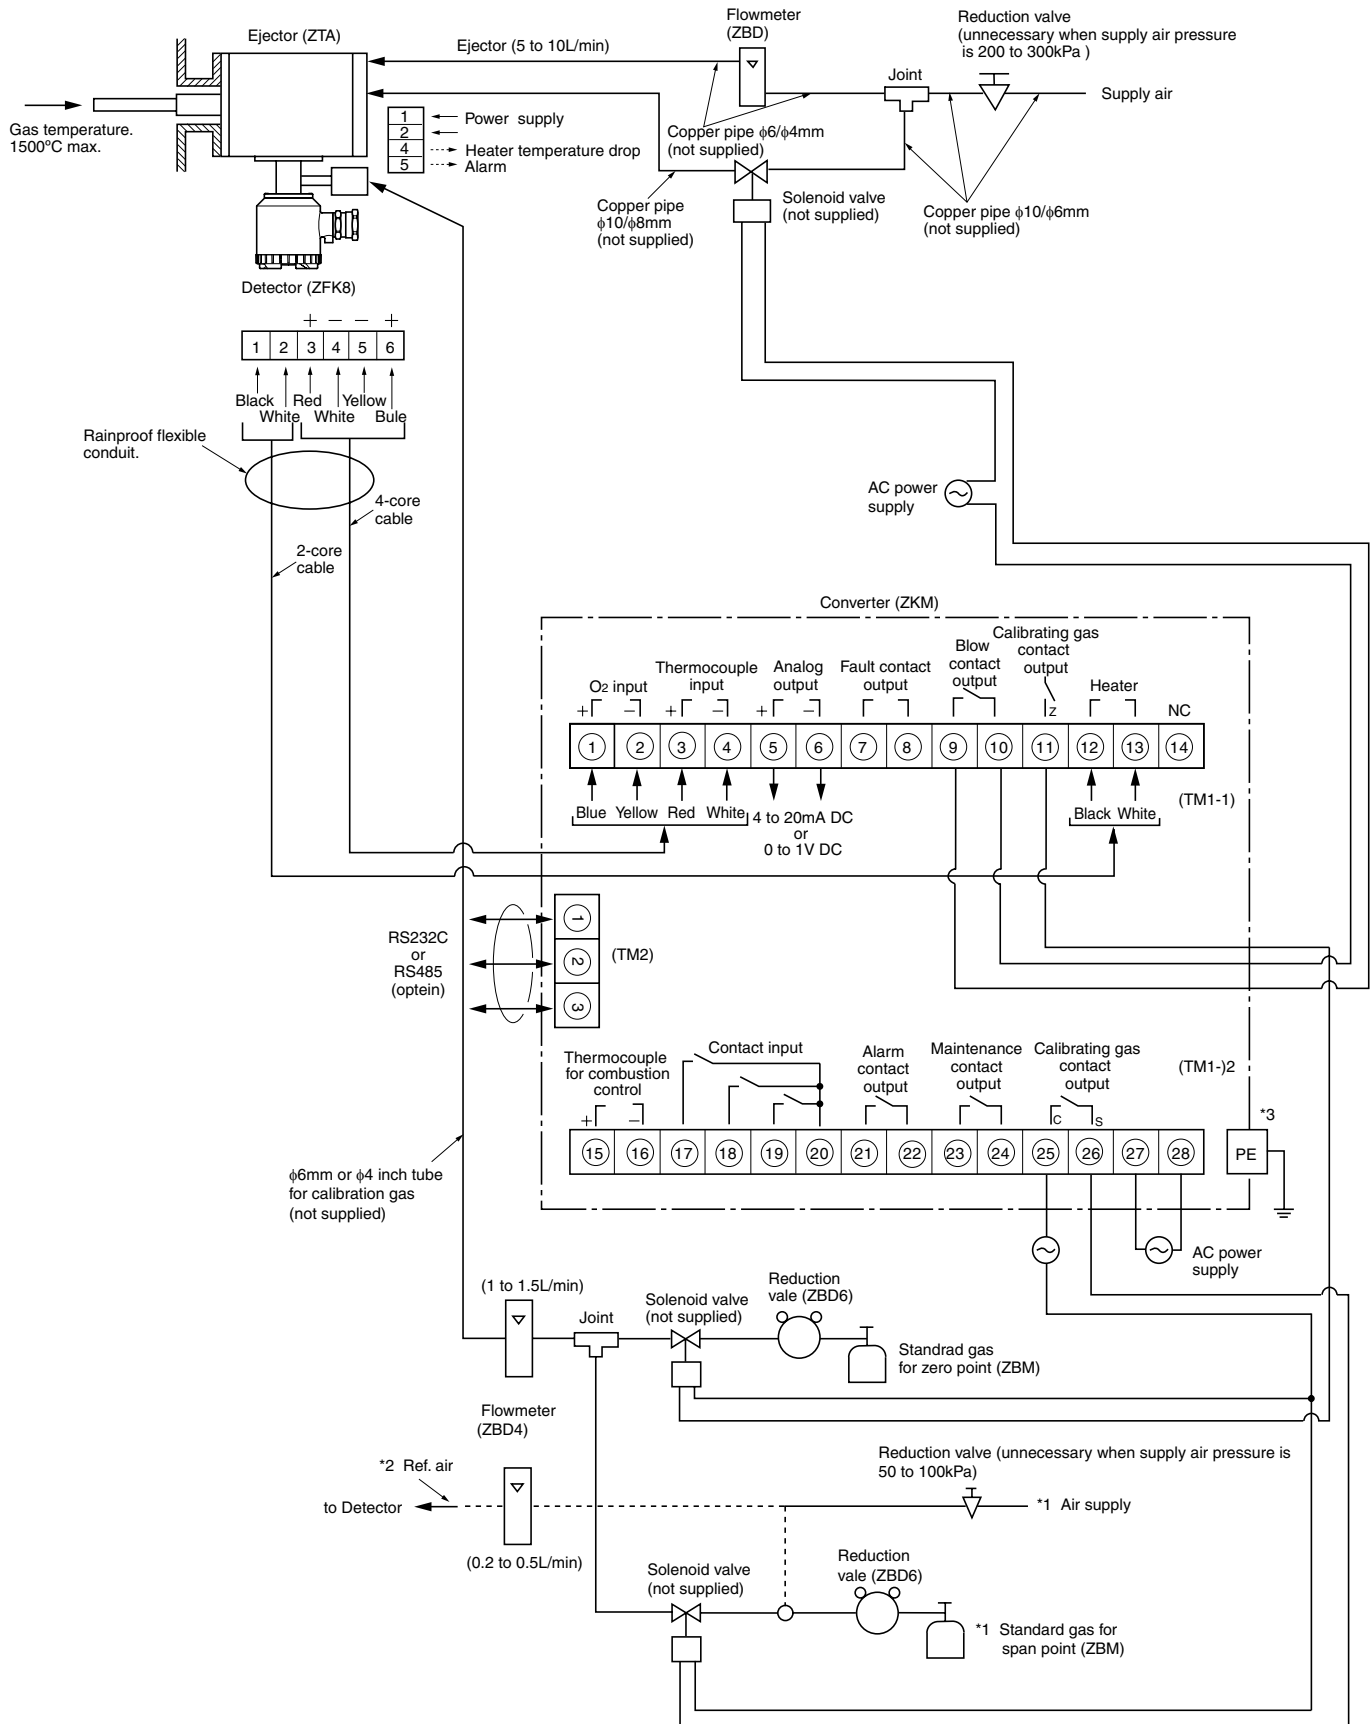 Flowmeter
(ZBD)
Reduction valve
(unnecessary when supply air pressure
is 200 to 300kPa )
Ejector (ZTA)
Ejector (5 to 10L/min)
Joint
Supply air
Gas temperature.
1500°C max.
1
2
4
5
Power supply
Heater temperature drop
Alarm
Copper pipe φ6/φ4mm
(not supplied)
Copper pipe
φ10/φ8mm
(not supplied)
Solenoid valve
(not supplied)
Copper pipe φ10/φ6mm
(not supplied)
Detector (ZFK8)
+ − − +
1 2 3 4 5 6
Black Red Yellow
White White Bule
Rainproof flexible
conduit.
4-core
cable
2-core
cable
AC power
supply
Converter (ZKM)
O2 input
Thermocouple
input
Analog
output
Fault contact
output
Blow
contact
output
Calibrating gas
contact
output
Z
Heater
NC
+ − + − + −
1 2 3 4 5 6 7 8 9 10 11 12 13 14
Blue Yellow Red White
4 to 20mA DC
or
0 to 1V DC
Black White
(TM1-1)
RS232C
or
RS485
(optein)
1
2
3
(TM2)
Thermocouple
for combustion
control
Contact input
Alarm
contact
output
Maintenance
contact
output
Calibrating gas
contact
output
(TM1-)2
+ − C S
15 16 17 18 19 20 21 22 23 24 25 26 27 28
*3
PE
φ6mm or φ4 inch tube
for calibration gas
(not supplied)
AC power
supply
(1 to 1.5L/min)
Joint
Solenoid valve
(not supplied)
Reduction
vale (ZBD6)
Standrad gas
for zero point (ZBM)
Flowmeter
(ZBD4)
*2 Ref. air
to Detector
(0.2 to 0.5L/min)
Reduction valve (unnecessary when supply air pressure is
50 to 100kPa)
*1 Air supply
Solenoid valve
(not supplied)
Reduction
vale (ZBD6)
*1 Standard gas for
span point (ZBM)